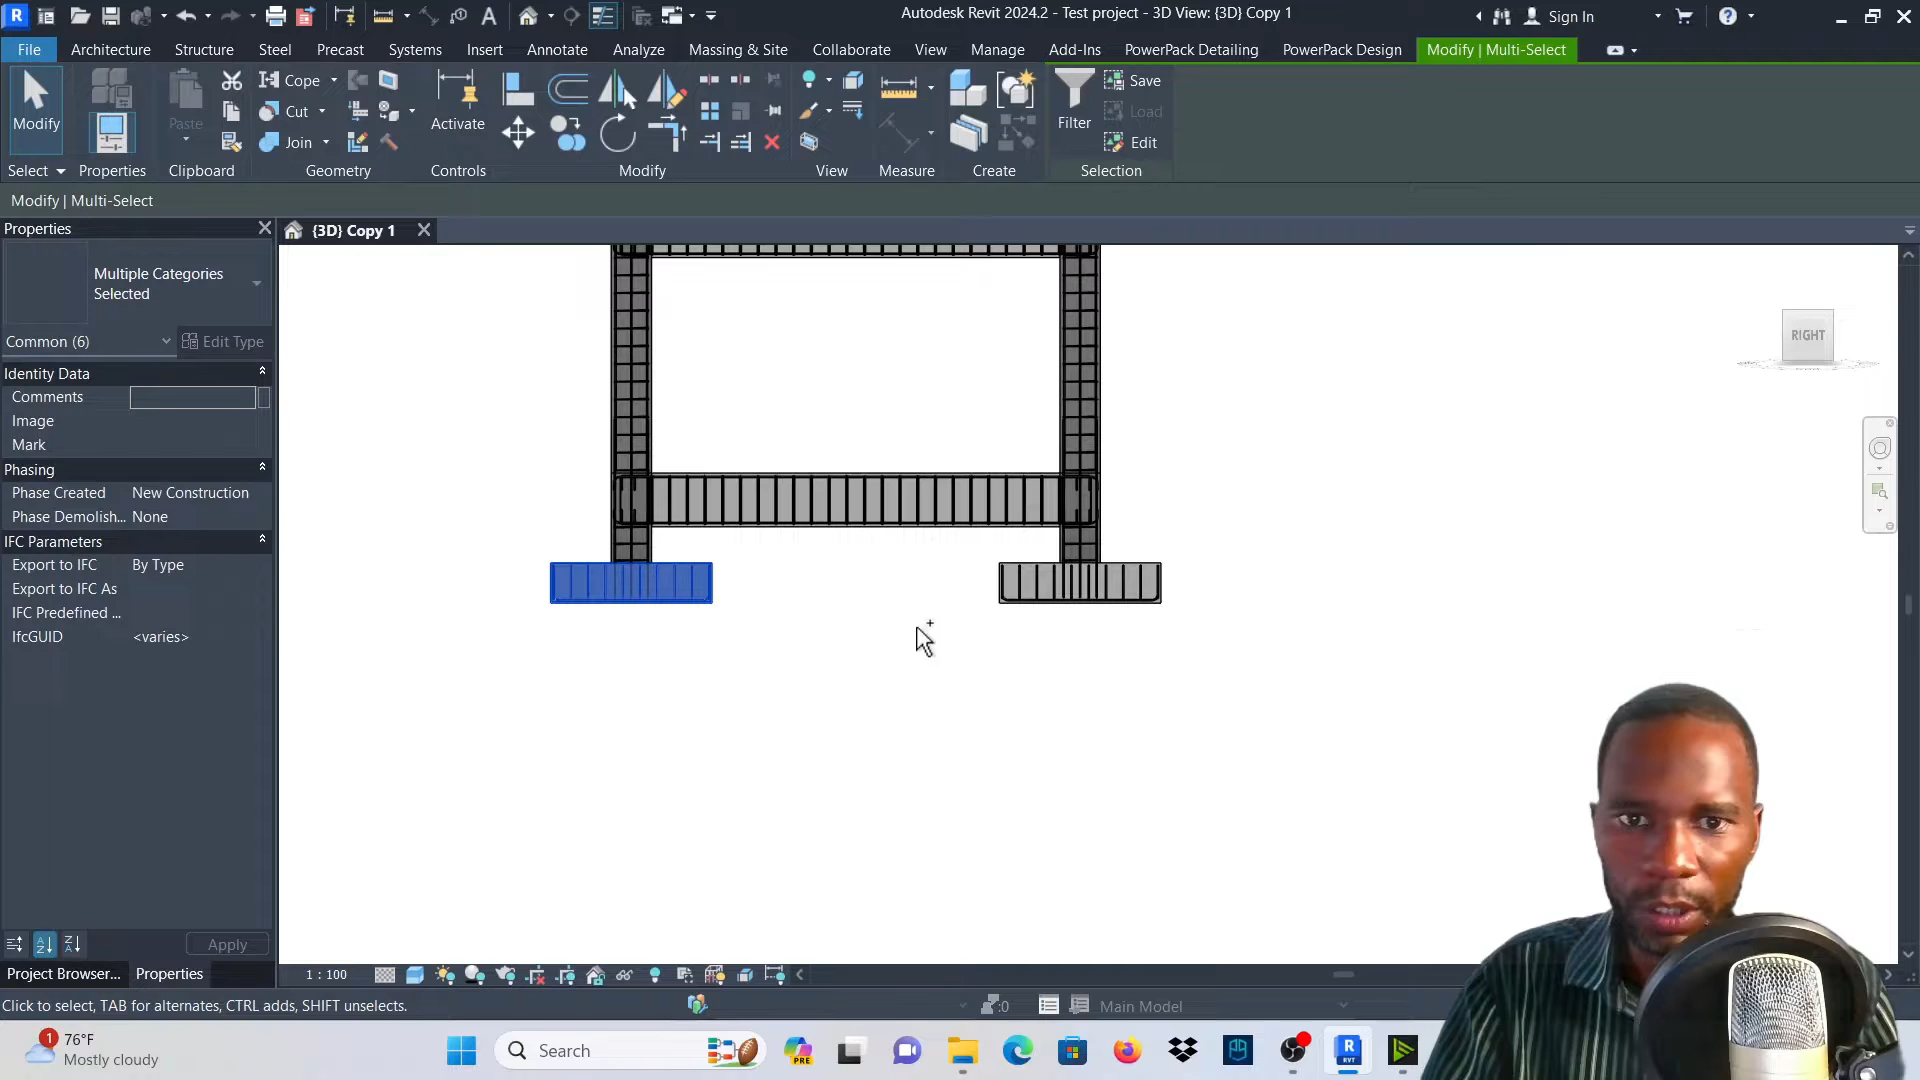 Autodesk Revit 2024.2 - Test project - 3D View: {3D} Copy 1
Sign In
File Architecture Structure Steel Precast Systems Insert Annotate Analyze Massing & Site Collaborate View Manage Add-Ins PowerPack Detailing PowerPack Design Modify | Multi-Select
Modify
Paste
Cope
Cut
Join
Activate
Filter
Save
Load
Edit
Select Properties Clipboard Geometry Controls Modify View Measure Create Selection
Modify | Multi-Select
Properties
{3D} Copy 1
Multiple Categories
Selected
Common (6)
Edit Type
Identity Data
Comments
Image
Mark
Phasing
Phase Created New Construction
Phase Demolish... None
IFC Parameters
Export to IFC By Type
Export to IFC As
IFC Predefined ...
IfcGUID <varies>
RIGHT
Apply
Project Browser...
Properties
1 : 100
Click to select, TAB for alternates, CTRL adds, SHIFT unselects.
:0
Main Model
1
76°F
Mostly cloudy
Search
PRE
R
RVT